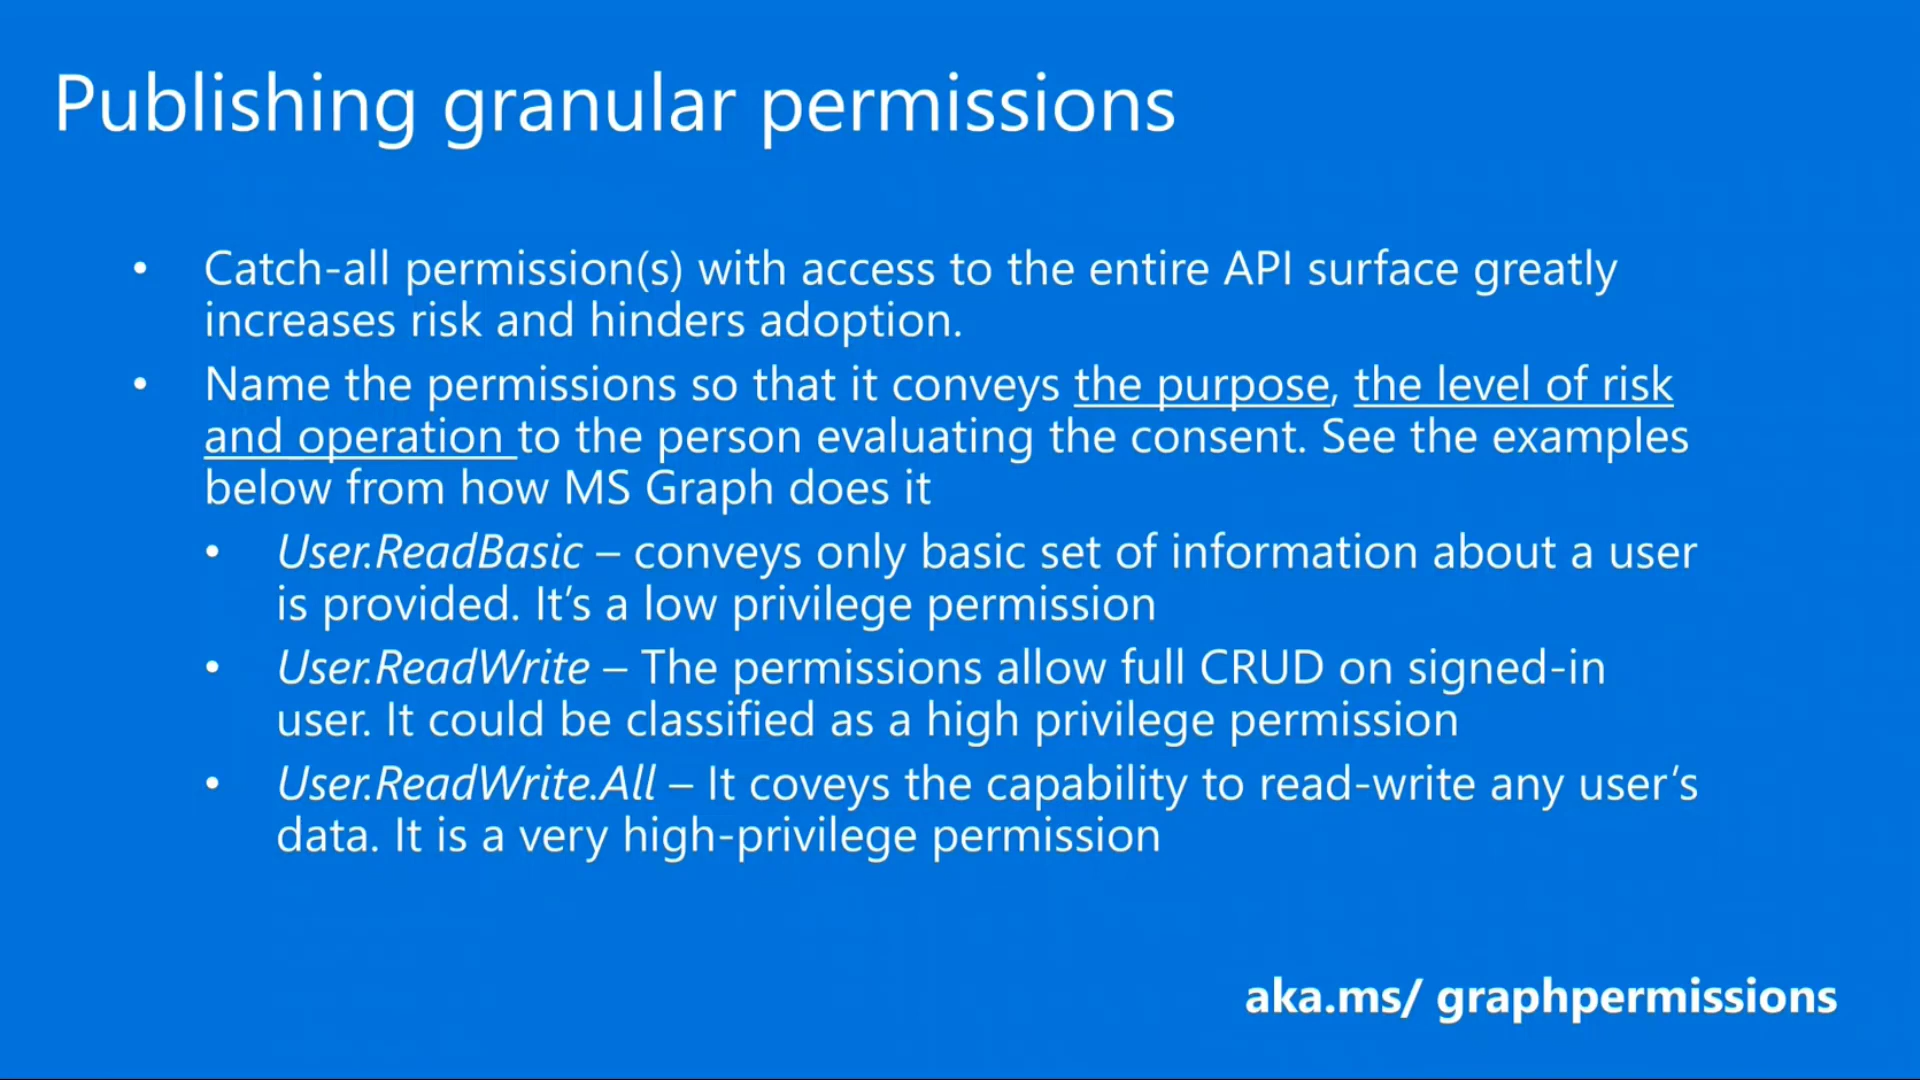 Publishing granular permissions
• Catch-all permission(s) with access to the entire API surface greatly
increases risk and hinders adoption.
• Name the permissions so that it conveys the purpose, the level of risk
and operation to the person evaluating the consent. See the examples
below from how MS Graph does it
• User.ReadBasic – conveys only basic set of information about a user
is provided. It’s a low privilege permission
• User.ReadWrite – The permissions allow full CRUD on signed-in
user. It could be classified as a high privilege permission
• User.ReadWrite.All – It coveys the capability to read-write any user’s
data. It is a very high-privilege permission
aka.ms/ graphpermissions